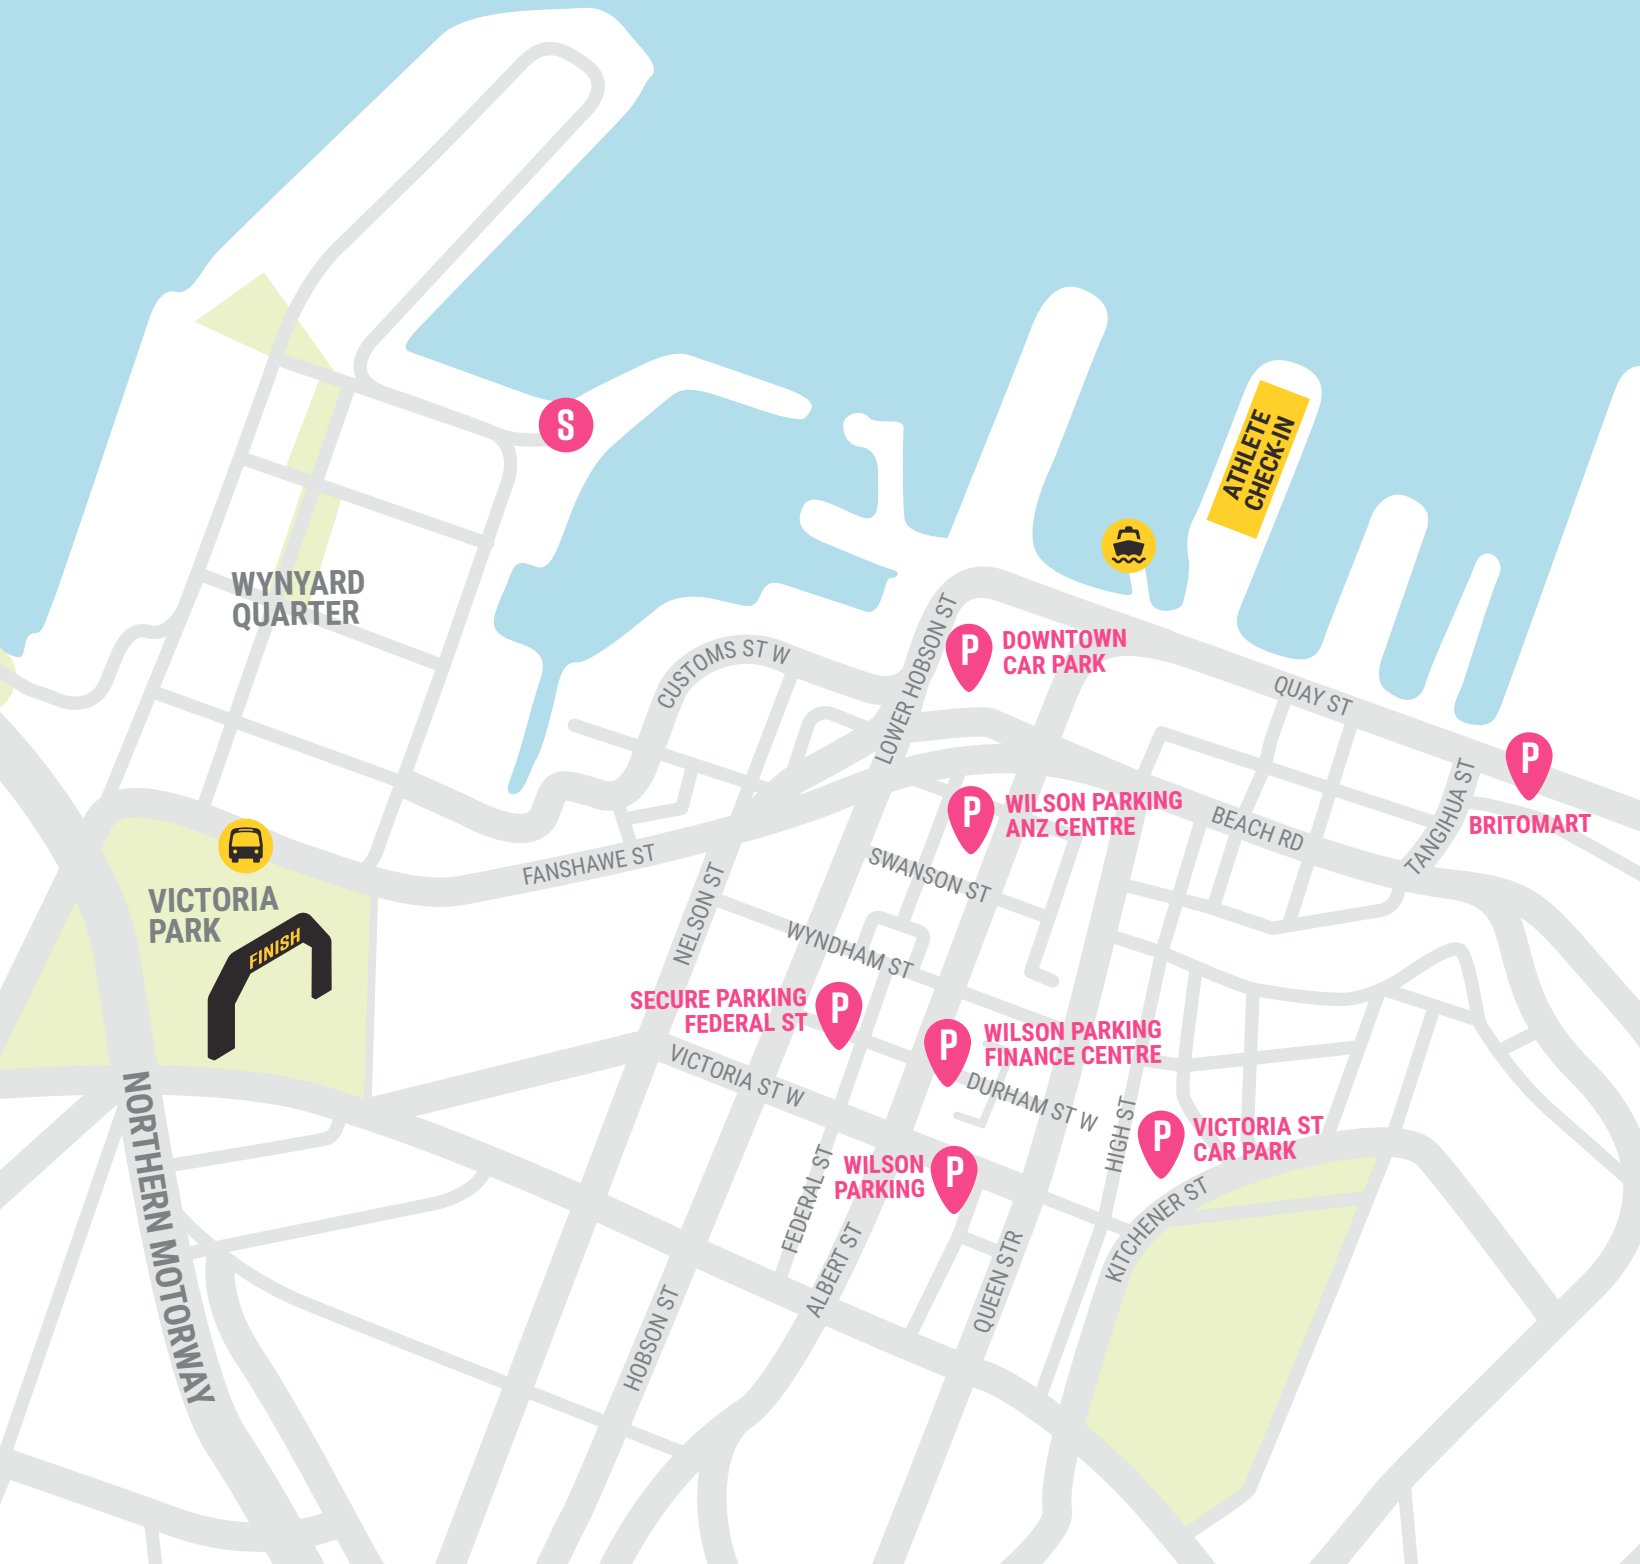 S
ATHLETE
CHECK-IN
WYNYARD
QUARTER
CUSTOMS ST W
LOWER HOBSON ST
P
DOWNTOWN
CAR PARK
QUAY ST
P
BRITOMART
TANGIHUA ST
P
WILSON PARKING
ANZ CENTRE
BEACH RD
FANSHAWE ST
SWANSON ST
VICTORIA
PARK
FINISH
NELSON ST
WYNDHAM ST
SECURE PARKING
FEDERAL ST
P
P
WILSON PARKING
FINANCE CENTRE
VICTORIA ST W
DURHAM ST W
NORTHERN MOTORWAY
HIGH ST
P
VICTORIA ST
CAR PARK
WILSON
PARKING
P
FEDERAL ST
KITCHENER ST
ALBERT ST
QUEEN STR
HOBSON ST